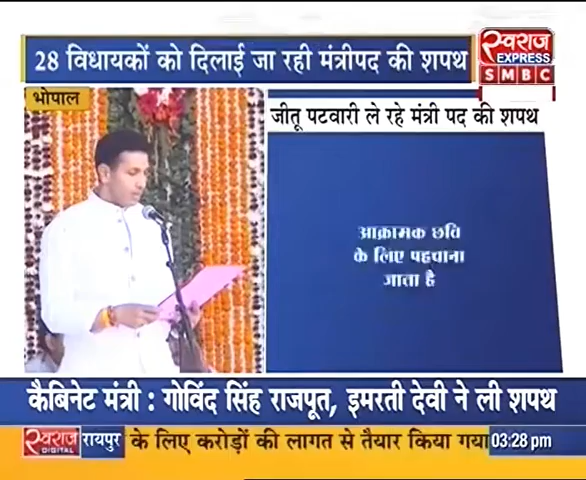 28 विधायकों को दिलाई जा रही मंत्रीपद की शपथ
स्वराज
EXPRESS
SMBC
भोपाल
जीतू पटवारी ले रहे मंत्री पद की शपथ
आक्रामक छवि
के लिए पहचाना
जाता है
कैबिनेट मंत्री : गोविंद सिंह राजपूत, इमरती देवी ने ली शपथ
स्वराज
DIGITAL
रायपुर के लिए करोड़ों की लागत से तैयार किया गया 03:28 pm